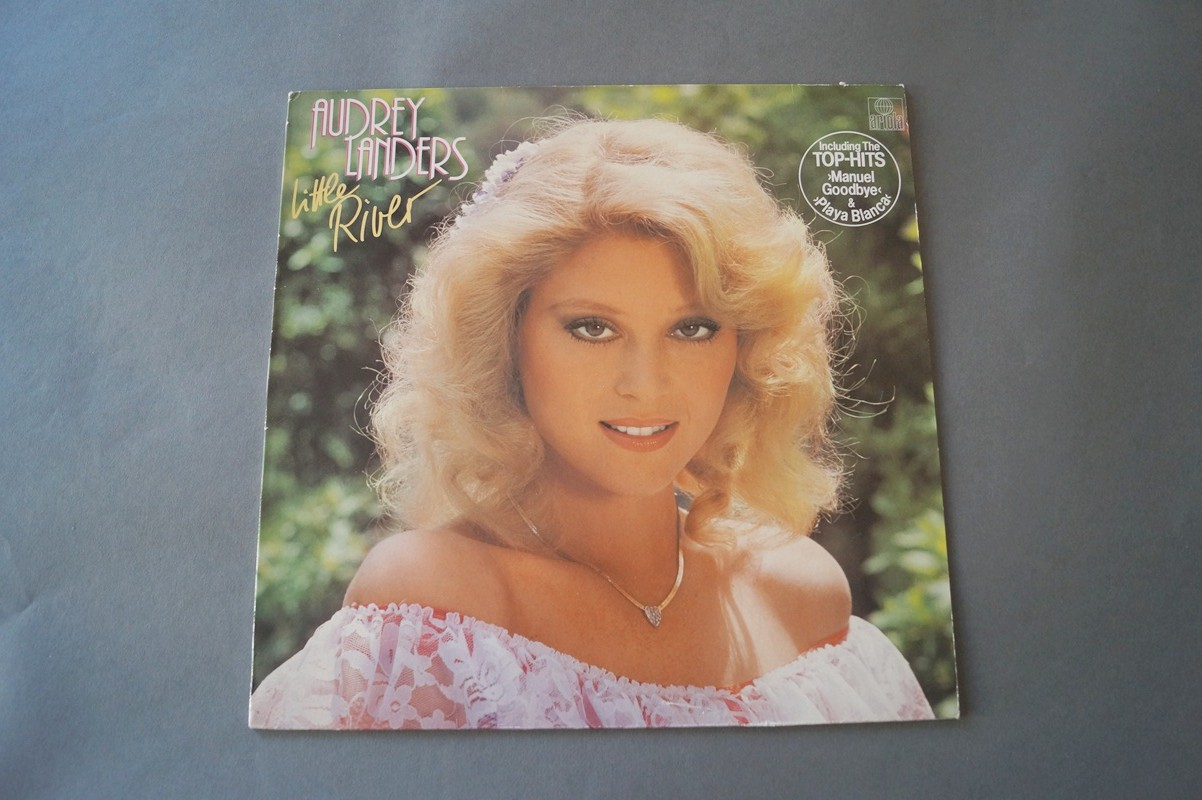 AUDREY
LANDERS
Little
River
ariola
Including The
TOP-HITS
›Manuel
Goodbye‹
&
›Playa Blanca‹